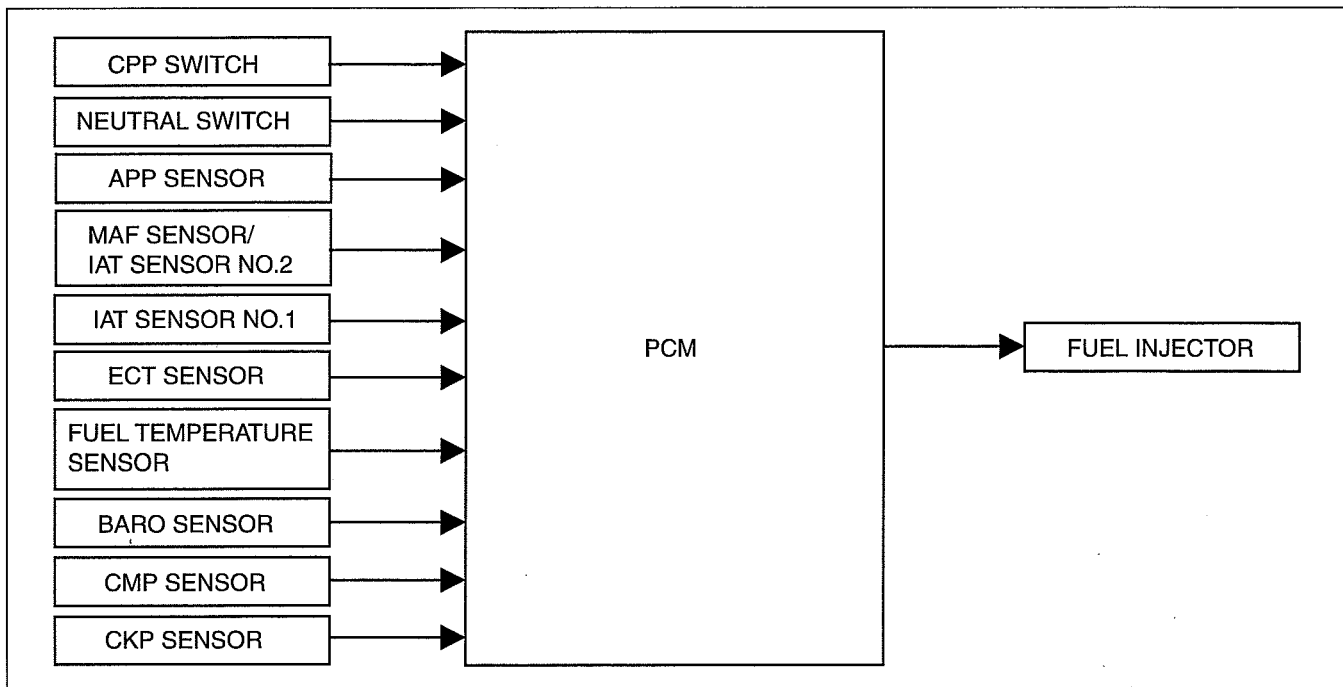 CPP SWITCH
NEUTRAL SWITCH
APP SENSOR
MAF SENSOR/
IAT SENSOR NO.2
IAT SENSOR NO.1
ECT SENSOR
FUEL TEMPERATURE
SENSOR
BARO SENSOR
CMP SENSOR
CKP SENSOR
PCM
FUEL INJECTOR